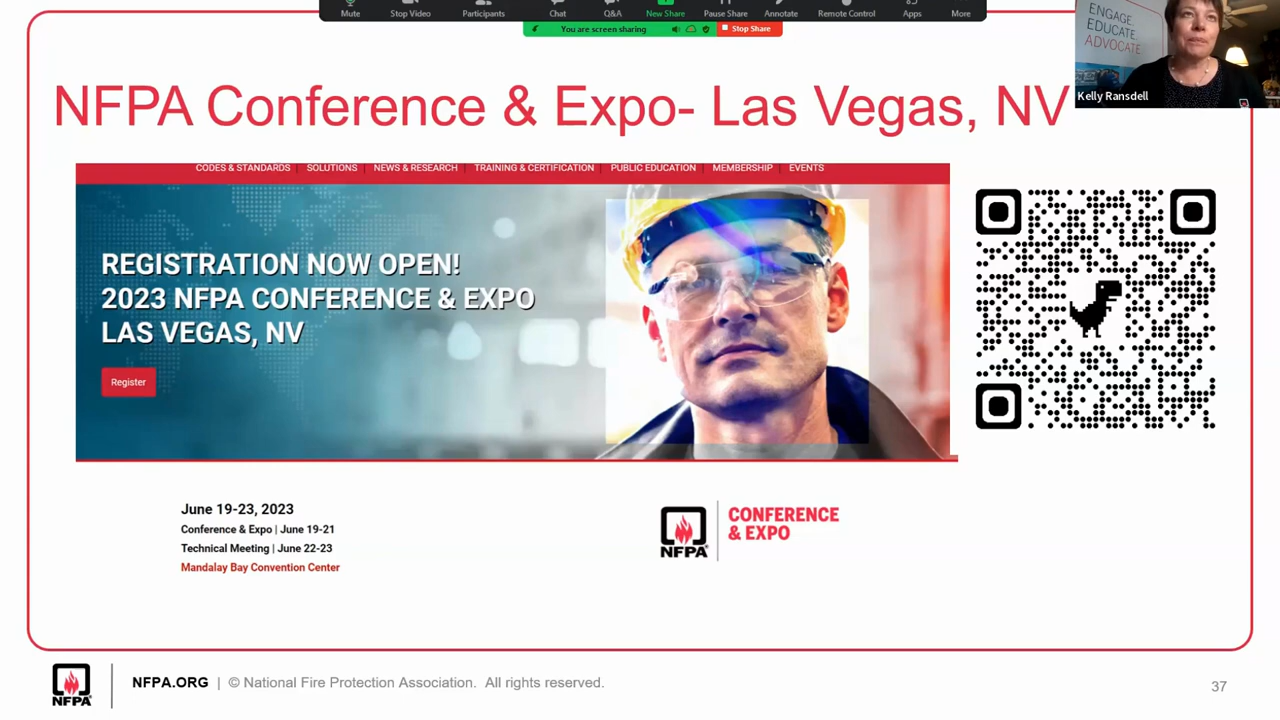 Mute Stop Video Participants Chat Q&A New Share Pause Share Annotate Remote Control Apps More
You are screen sharing Stop Share
ENGAGE.
EDUCATE.
ADVOCATE.
Kelly Ransdell
NFPA Conference & Expo- Las Vegas, NV
CODES & STANDARDS | SOLUTIONS | NEWS & RESEARCH | TRAINING & CERTIFICATION | PUBLIC EDUCATION | MEMBERSHIP | EVENTS
REGISTRATION NOW OPEN!
2023 NFPA CONFERENCE & EXPO
LAS VEGAS, NV
Register
June 19-23, 2023
Conference & Expo | June 19-21
Technical Meeting | June 22-23
Mandalay Bay Convention Center
NFPA
CONFERENCE
& EXPO
NFPA
NFPA.ORG | © National Fire Protection Association. All rights reserved.
37